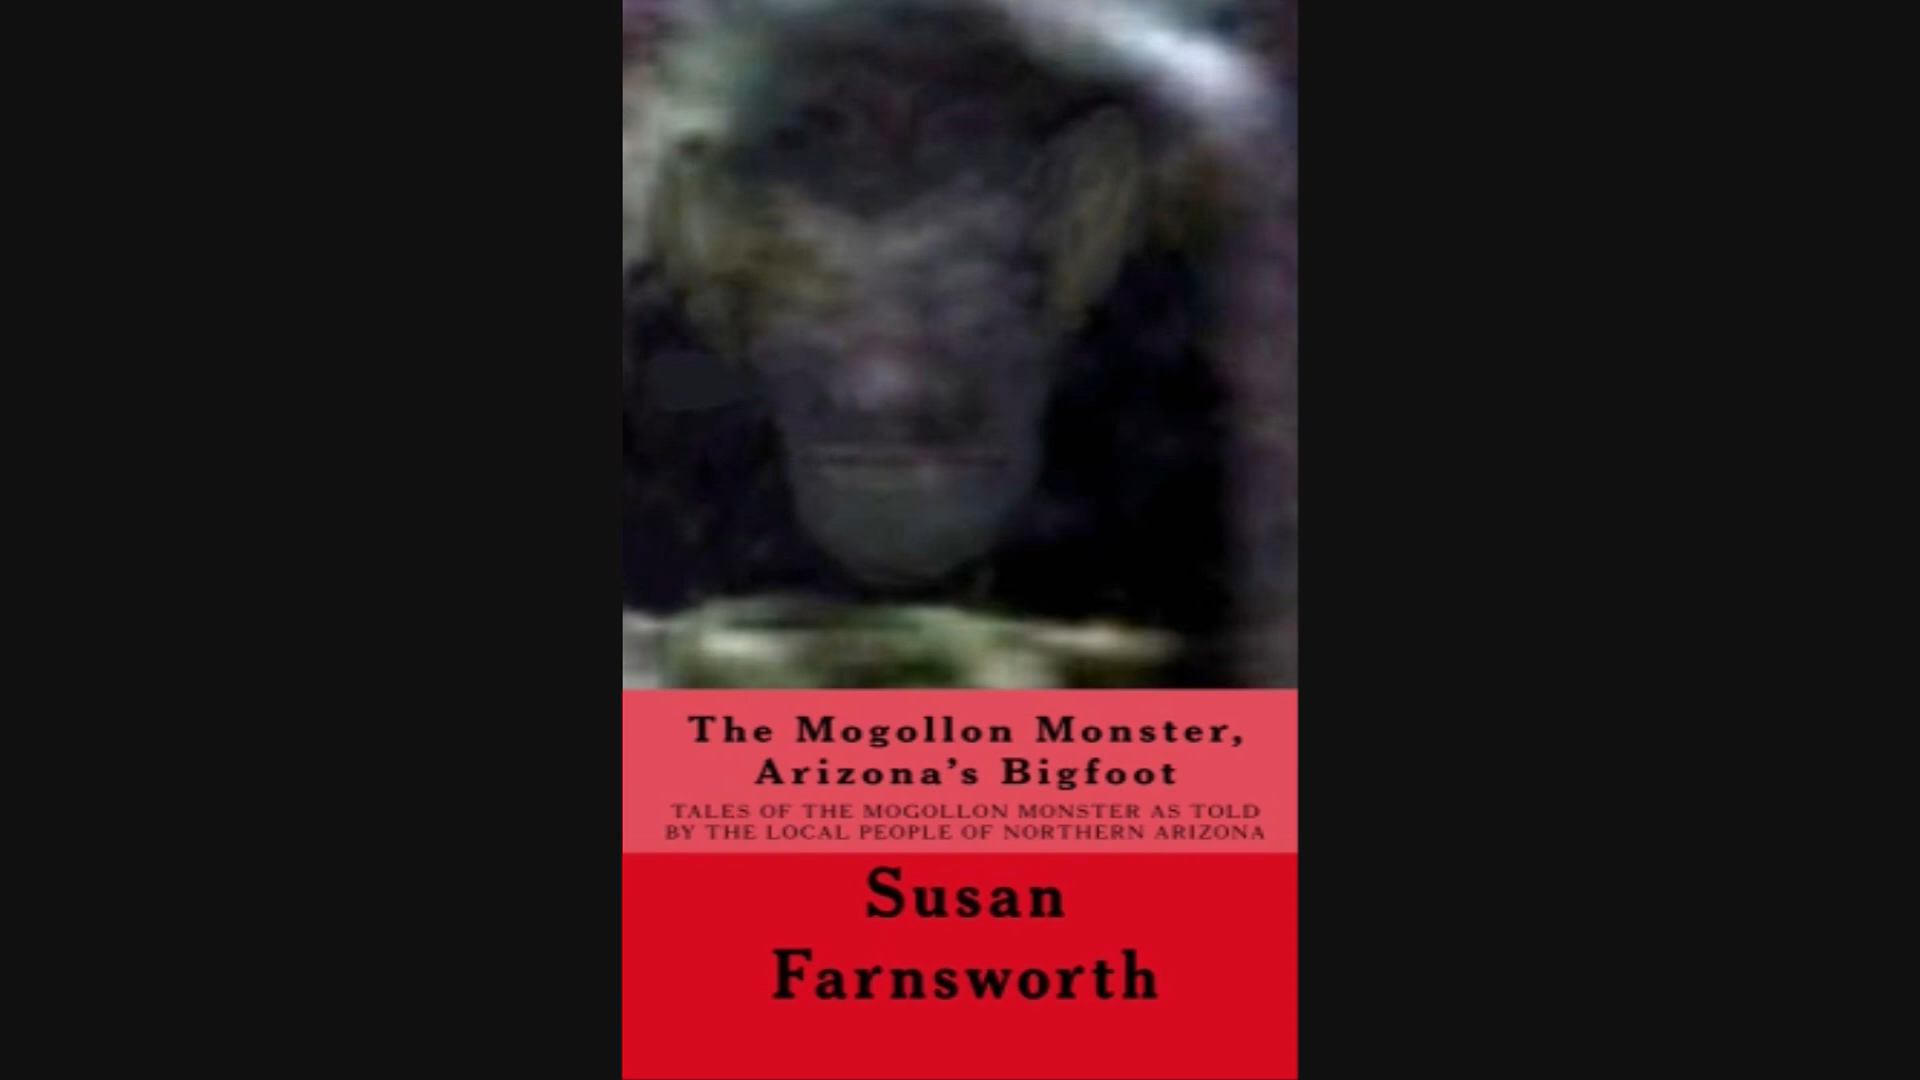 The Mogollon Monster,
Arizona's Bigfoot
TALES OF THE MOGOLLON MONSTER AS TOLD
BY THE LOCAL PEOPLE OF NORTHERN ARIZONA
Susan
Farnsworth